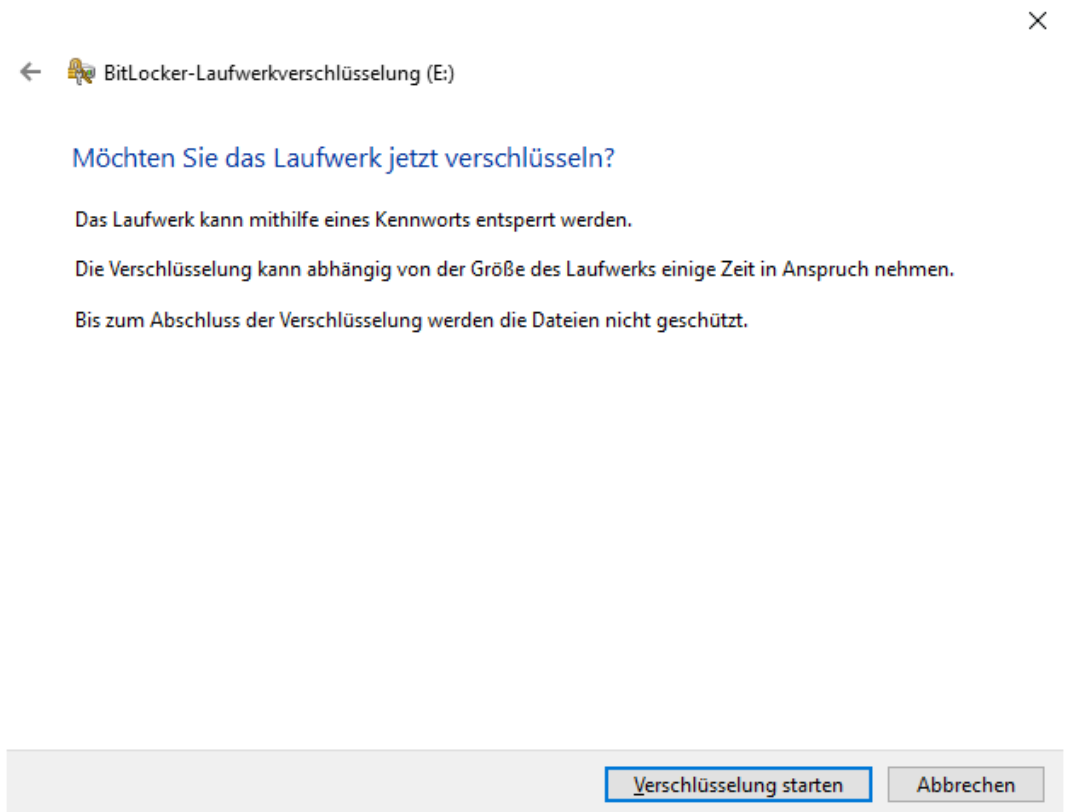 BitLocker-Laufwerkverschlüsselung (E:)
Möchten Sie das Laufwerk jetzt verschlüsseln?
Das Laufwerk kann mithilfe eines Kennworts entsperrt werden.
Die Verschlüsselung kann abhängig von der Größe des Laufwerks einige Zeit in Anspruch nehmen.
Bis zum Abschluss der Verschlüsselung werden die Dateien nicht geschützt.
Verschlüsselung starten
Abbrechen